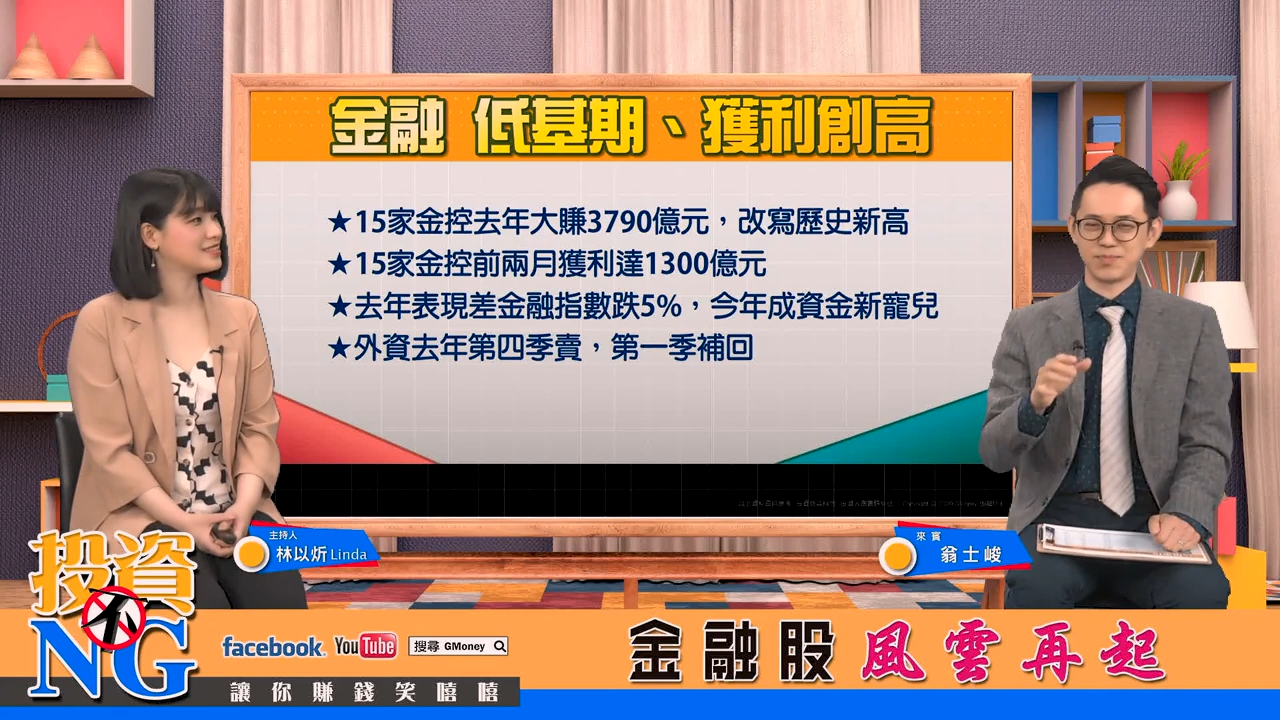 金融 低基期、獲利創高
★15家金控去年大賺3790億元，改寫歷史新高
★15家金控前兩月獲利達1300億元
★去年表現差金融指數跌5%，今年成資金新寵兒
★外資去年第四季賣，第一季補回
主持人
林以炘 Linda
來賓
翁士峻
投資
不
NG
facebook
YouTube
搜尋 GMoney
金融股 風雲再起
讓你賺錢笑嘻嘻